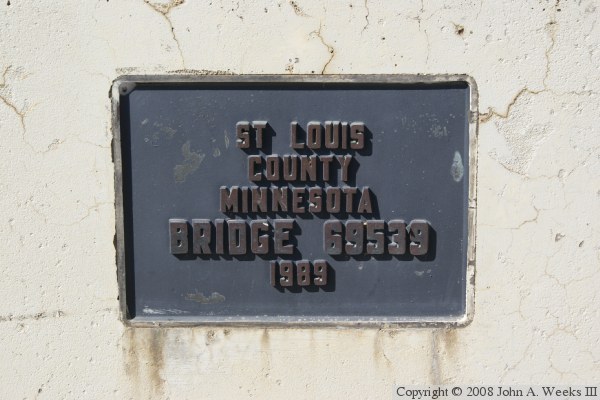 ST LOUIS
COUNTY
MINNESOTA
BRIDGE 69539
1989
Copyright © 2008 John A. Weeks III